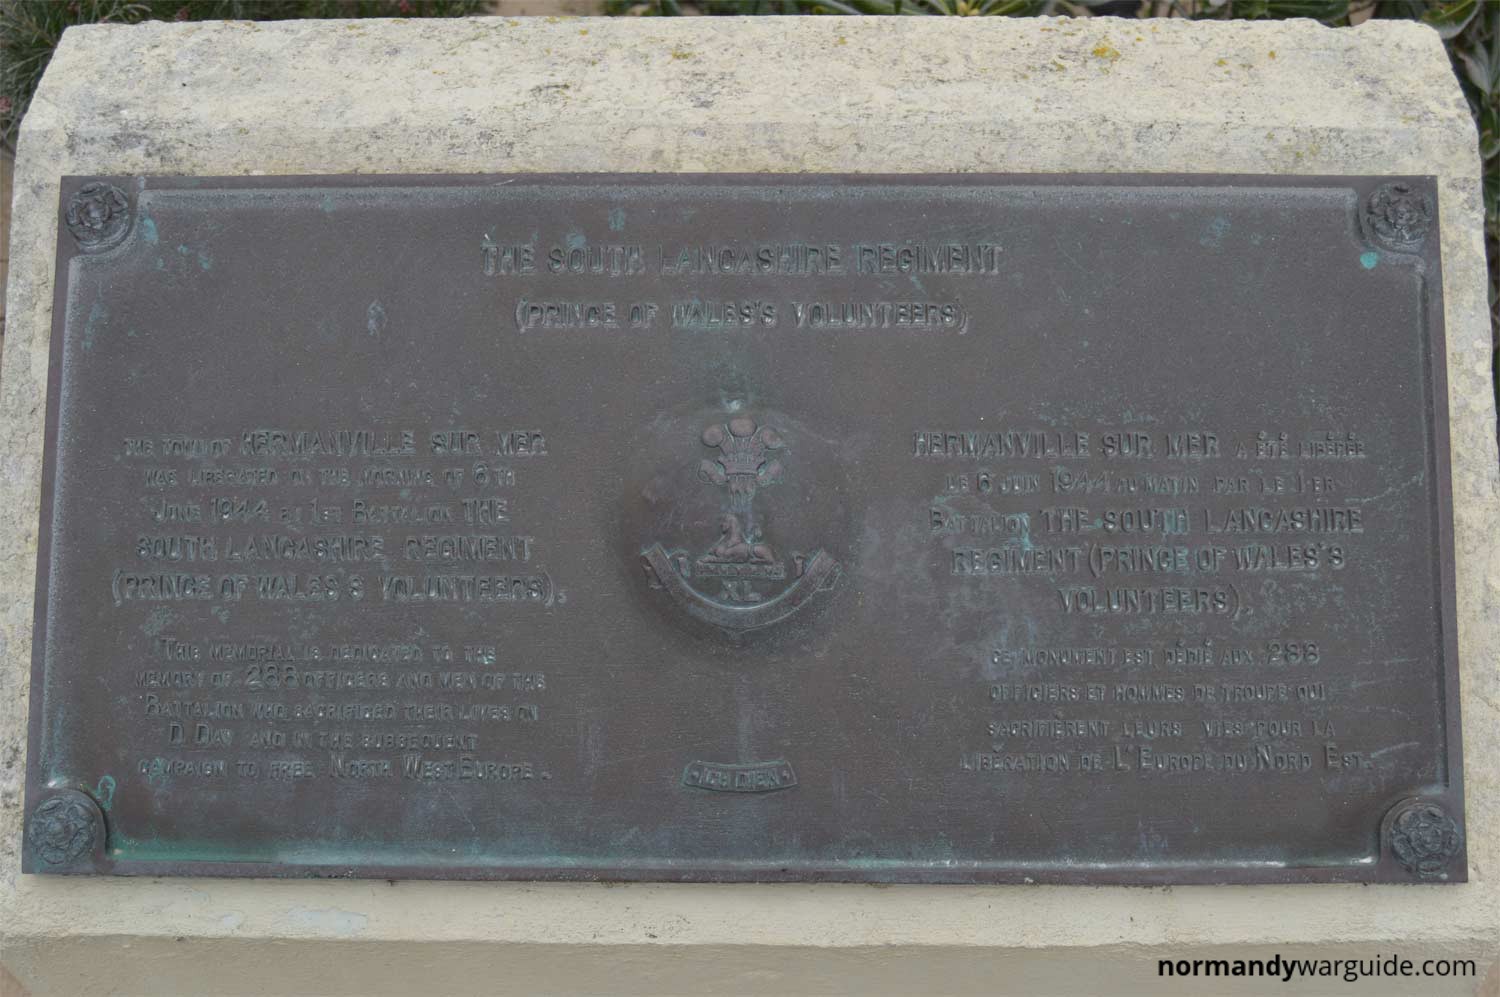 THE SOUTH LANCASHIRE REGIMENT
(PRINCE OF WALES'S VOLUNTEERS)
THE TOWN OF HERMANVILLE SUR MER
WAS LIBERATED ON THE MORNING OF 6TH
JUNE 1944 BY 1ST BATTALION THE
SOUTH LANCASHIRE REGIMENT
(PRINCE OF WALES'S VOLUNTEERS).
THIS MEMORIAL IS DEDICATED TO THE
MEMORY OF 288 OFFICERS AND MEN OF THE
BATTALION WHO SACRIFICED THEIR LIVES ON
D DAY AND IN THE SUBSEQUENT
CAMPAIGN TO FREE NORTH WEST EUROPE.
XL
ICH DIEN
HERMANVILLE SUR MER A ÉTÉ LIBÉRÉE
LE 6 JUIN 1944 AU MATIN PAR LE 1ER
BATTALION THE SOUTH LANCASHIRE
REGIMENT (PRINCE OF WALES'S
VOLUNTEERS).
CE MONUMENT EST DÉDIÉ AUX 288
OFFICIERS ET HOMMES DE TROUPE QUI
SACRIFIÈRENT LEURS VIES POUR LA
LIBÉRATION DE L'EUROPE DU NORD EST.
normandywarguide.com